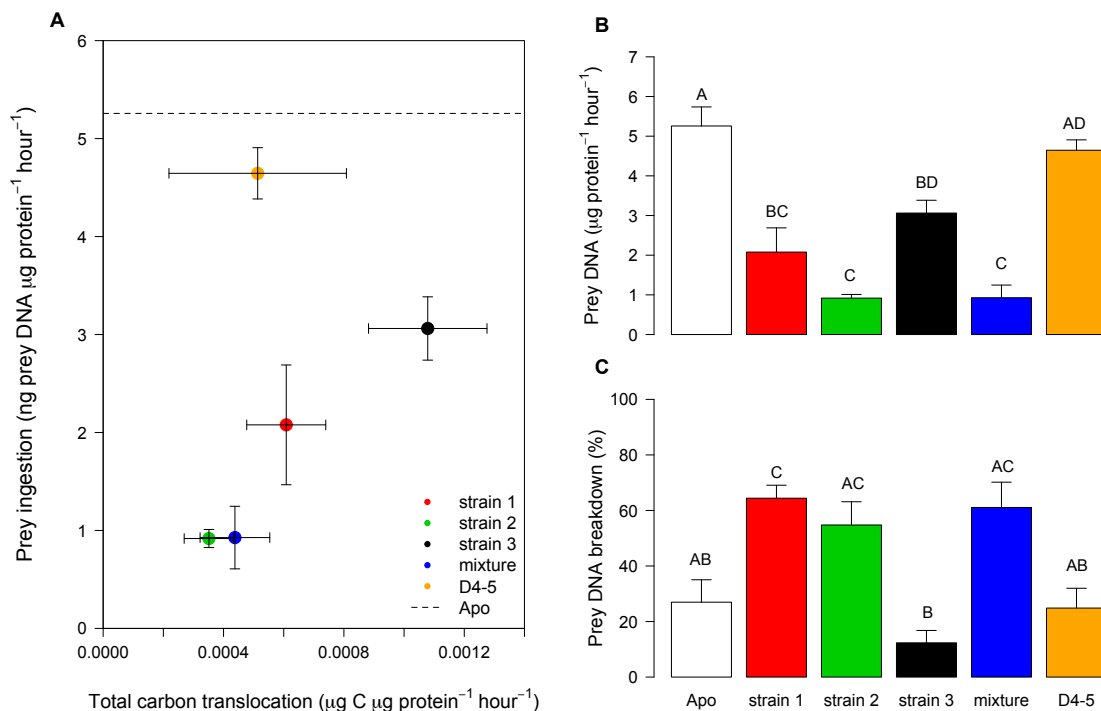 A
Prey ingestion (ng prey DNA μg protein⁻¹ hour⁻¹)
6
5
4
3
2
1
0
0.0000
0.0004
0.0008
0.0012
Total carbon translocation (μg C μg protein⁻¹ hour⁻¹)
strain 1
strain 2
strain 3
mixture
D4-5
Apo
B
Prey DNA (μg protein⁻¹ hour⁻¹)
7
6
5
4
3
2
1
0
A
BC
C
BD
C
AD
C
Prey DNA breakdown (%)
100
80
60
40
20
0
AB
C
AC
B
AC
AB
Apo
strain 1
strain 2
strain 3
mixture
D4-5